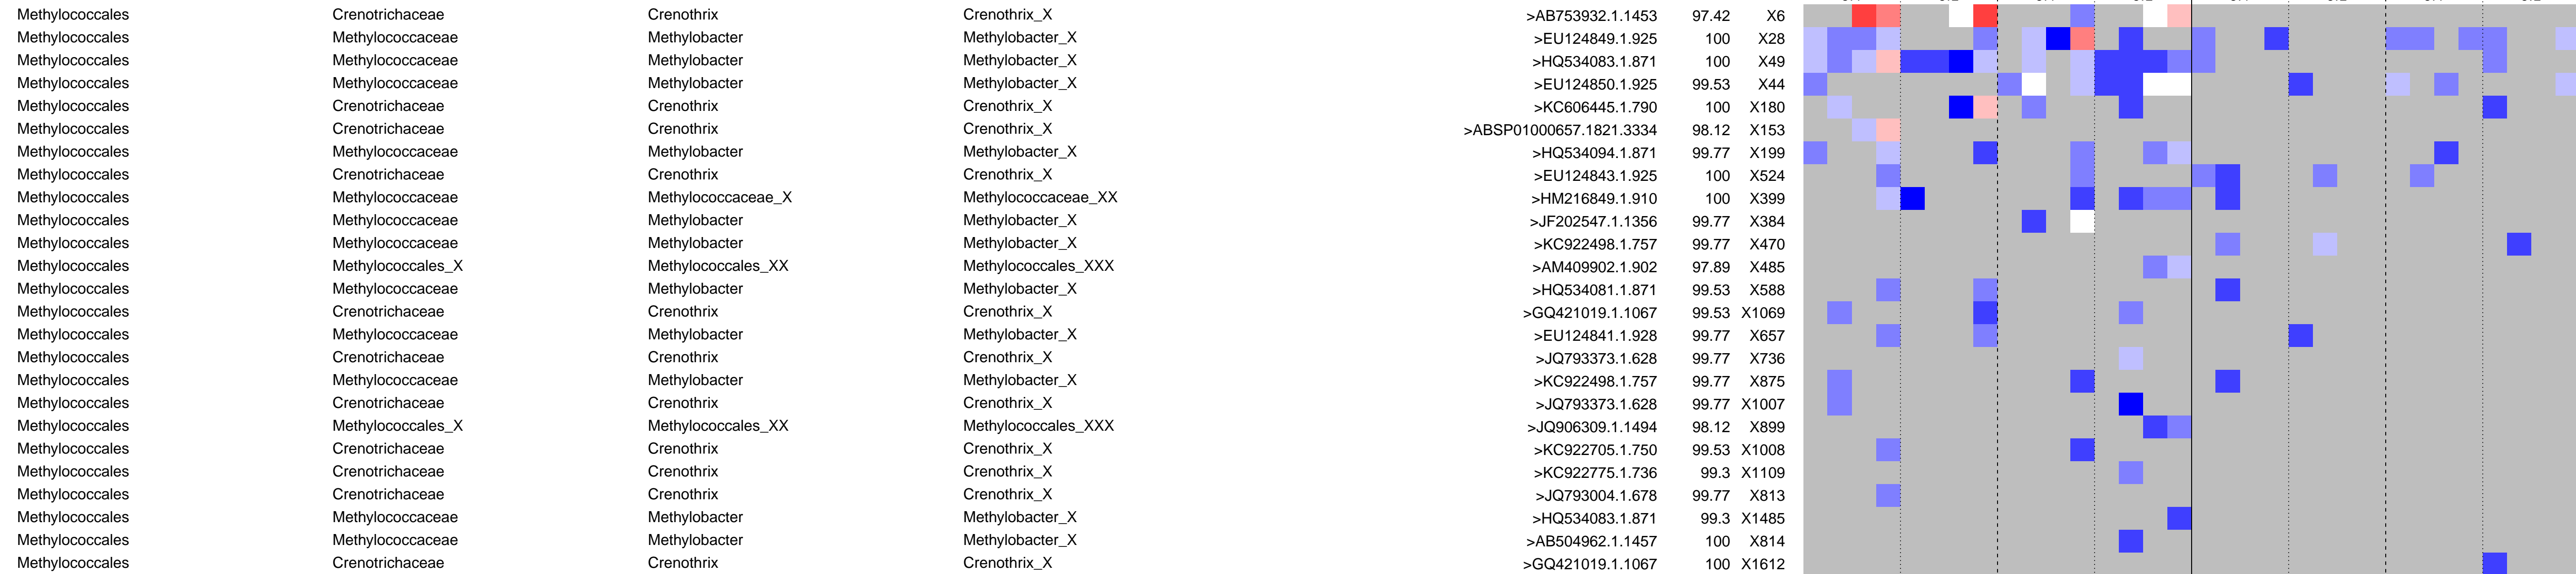 Methylococcales Crenotrichaceae Crenothrix Crenothrix_X >AB753932.1.1453 97.42 X6
Methylococcales Methylococcaceae Methylobacter Methylobacter_X >EU124849.1.925 100 X28
Methylococcales Methylococcaceae Methylobacter Methylobacter_X >HQ534083.1.871 100 X49
Methylococcales Methylococcaceae Methylobacter Methylobacter_X >EU124850.1.925 99.53 X44
Methylococcales Crenotrichaceae Crenothrix Crenothrix_X >KC606445.1.790 100 X180
Methylococcales Crenotrichaceae Crenothrix Crenothrix_X >ABSP01000657.1821.3334 98.12 X153
Methylococcales Methylococcaceae Methylobacter Methylobacter_X >HQ534094.1.871 99.77 X199
Methylococcales Crenotrichaceae Crenothrix Crenothrix_X >EU124843.1.925 100 X524
Methylococcales Methylococcaceae Methylococcaceae_X Methylococcaceae_XX >HM216849.1.910 100 X399
Methylococcales Methylococcaceae Methylobacter Methylobacter_X >JF202547.1.1356 99.77 X384
Methylococcales Methylococcaceae Methylobacter Methylobacter_X >KC922498.1.757 99.77 X470
Methylococcales Methylococcales_X Methylococcales_XX Methylococcales_XXX >AM409902.1.902 97.89 X485
Methylococcales Methylococcaceae Methylobacter Methylobacter_X >HQ534081.1.871 99.53 X588
Methylococcales Crenotrichaceae Crenothrix Crenothrix_X >GQ421019.1.1067 99.53 X1069
Methylococcales Methylococcaceae Methylobacter Methylobacter_X >EU124841.1.928 99.77 X657
Methylococcales Crenotrichaceae Crenothrix Crenothrix_X >JQ793373.1.628 99.77 X736
Methylococcales Methylococcaceae Methylobacter Methylobacter_X >KC922498.1.757 99.77 X875
Methylococcales Crenotrichaceae Crenothrix Crenothrix_X >JQ793373.1.628 99.77 X1007
Methylococcales Methylococcales_X Methylococcales_XX Methylococcales_XXX >JQ906309.1.1494 98.12 X899
Methylococcales Crenotrichaceae Crenothrix Crenothrix_X >KC922705.1.750 99.53 X1008
Methylococcales Crenotrichaceae Crenothrix Crenothrix_X >KC922775.1.736 99.3 X1109
Methylococcales Crenotrichaceae Crenothrix Crenothrix_X >JQ793004.1.678 99.77 X813
Methylococcales Methylococcaceae Methylobacter Methylobacter_X >HQ534083.1.871 99.3 X1485
Methylococcales Methylococcaceae Methylobacter Methylobacter_X >AB504962.1.1457 100 X814
Methylococcales Crenotrichaceae Crenothrix Crenothrix_X >GQ421019.1.1067 100 X1612